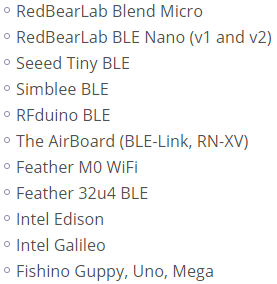 RedBearLab Blend Micro
RedBearLab BLE Nano (v1 and v2)
Seeed Tiny BLE
Simblee BLE
RFduino BLE
The AirBoard (BLE-Link, RN-XV)
Feather M0 WiFi
Feather 32u4 BLE
Intel Edison
Intel Galileo
Fishino Guppy, Uno, Mega